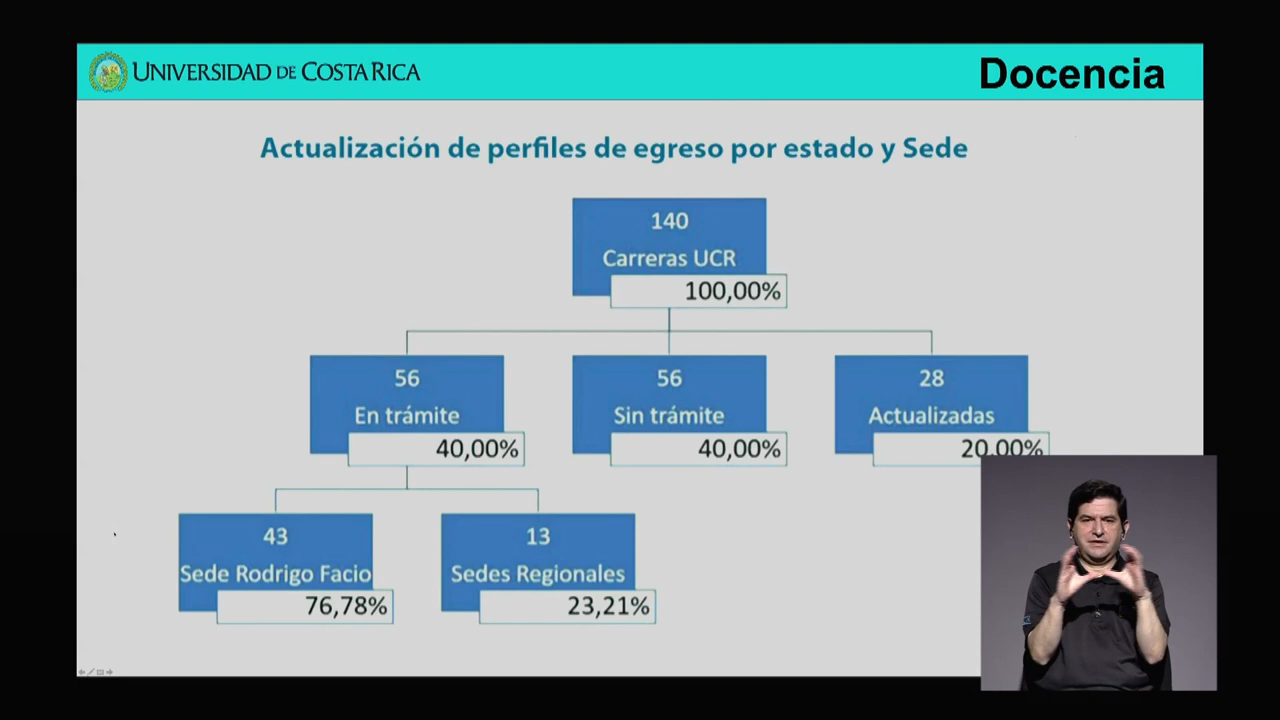 UNIVERSIDAD DE COSTA RICA
Docencia
Actualización de perfiles de egreso por estado y Sede
140
Carreras UCR
100,00%
56
En trámite
40,00%
56
Sin trámite
40,00%
28
Actualizadas
20,00%
43
Sede Rodrigo Facio
76,78%
13
Sedes Regionales
23,21%